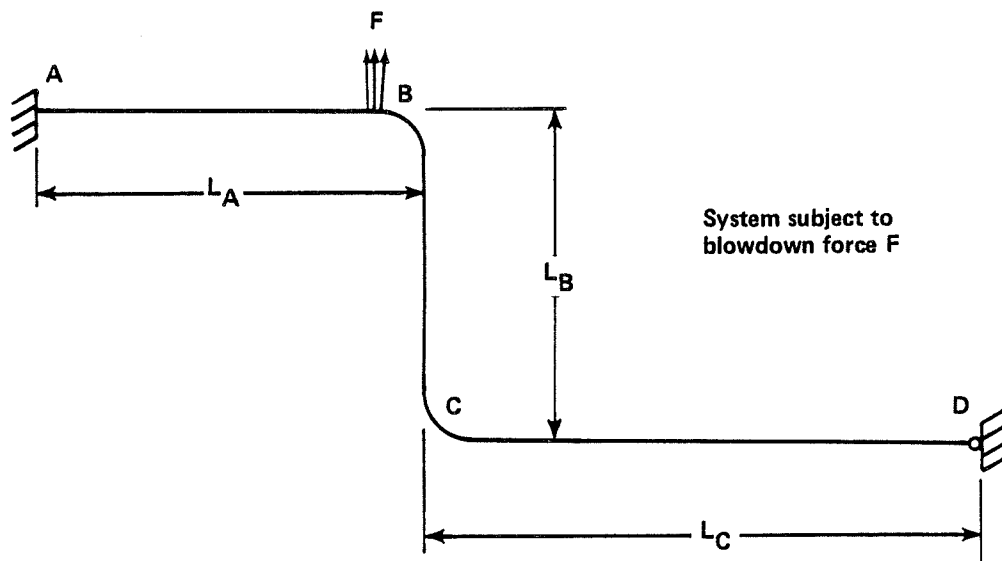 F
A
B
L_A
System subject to
blowdown force F
L_B
C
D
L_C